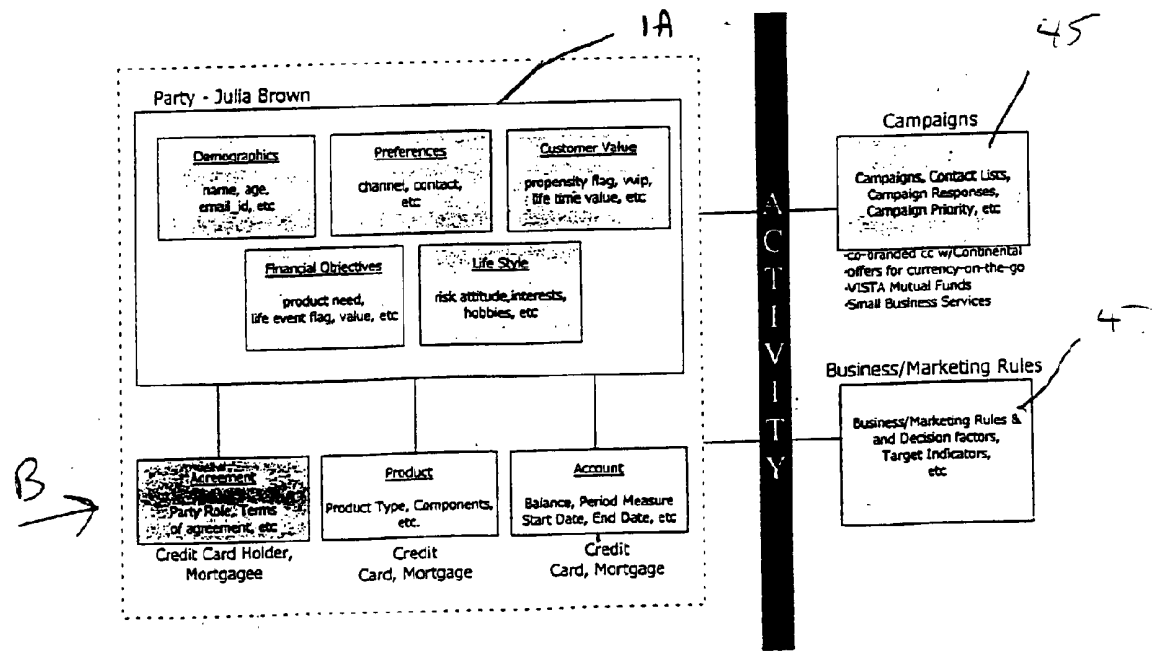 1A
45
Party - Julia Brown
Demographics
name, age,
email_id, etc
Preferences
channel, contact,
etc
Customer Value
propensity flag, vvip,
life time value, etc
Financial Objectives
product need,
life event flag, value, etc
Life Style
risk attitude,interests,
hobbies, etc
ACTIVITY
Campaigns
Campaigns, Contact Lists,
Campaign Responses,
Campaign Priority, etc
-co-branded cc w/Continental
-offers for currency-on-the-go
-VISTA Mutual Funds
-Small Business Services
4
Business/Marketing Rules
Business/Marketing Rules &
and Decision factors,
Target Indicators,
etc
B
Agreement
Party Role, Terms
of agreement, etc
Credit Card Holder,
Mortgagee
Product
Product Type, Components,
etc.
Credit
Card, Mortgage
Account
Balance, Period Measure
Start Date, End Date, etc
Credit
Card, Mortgage